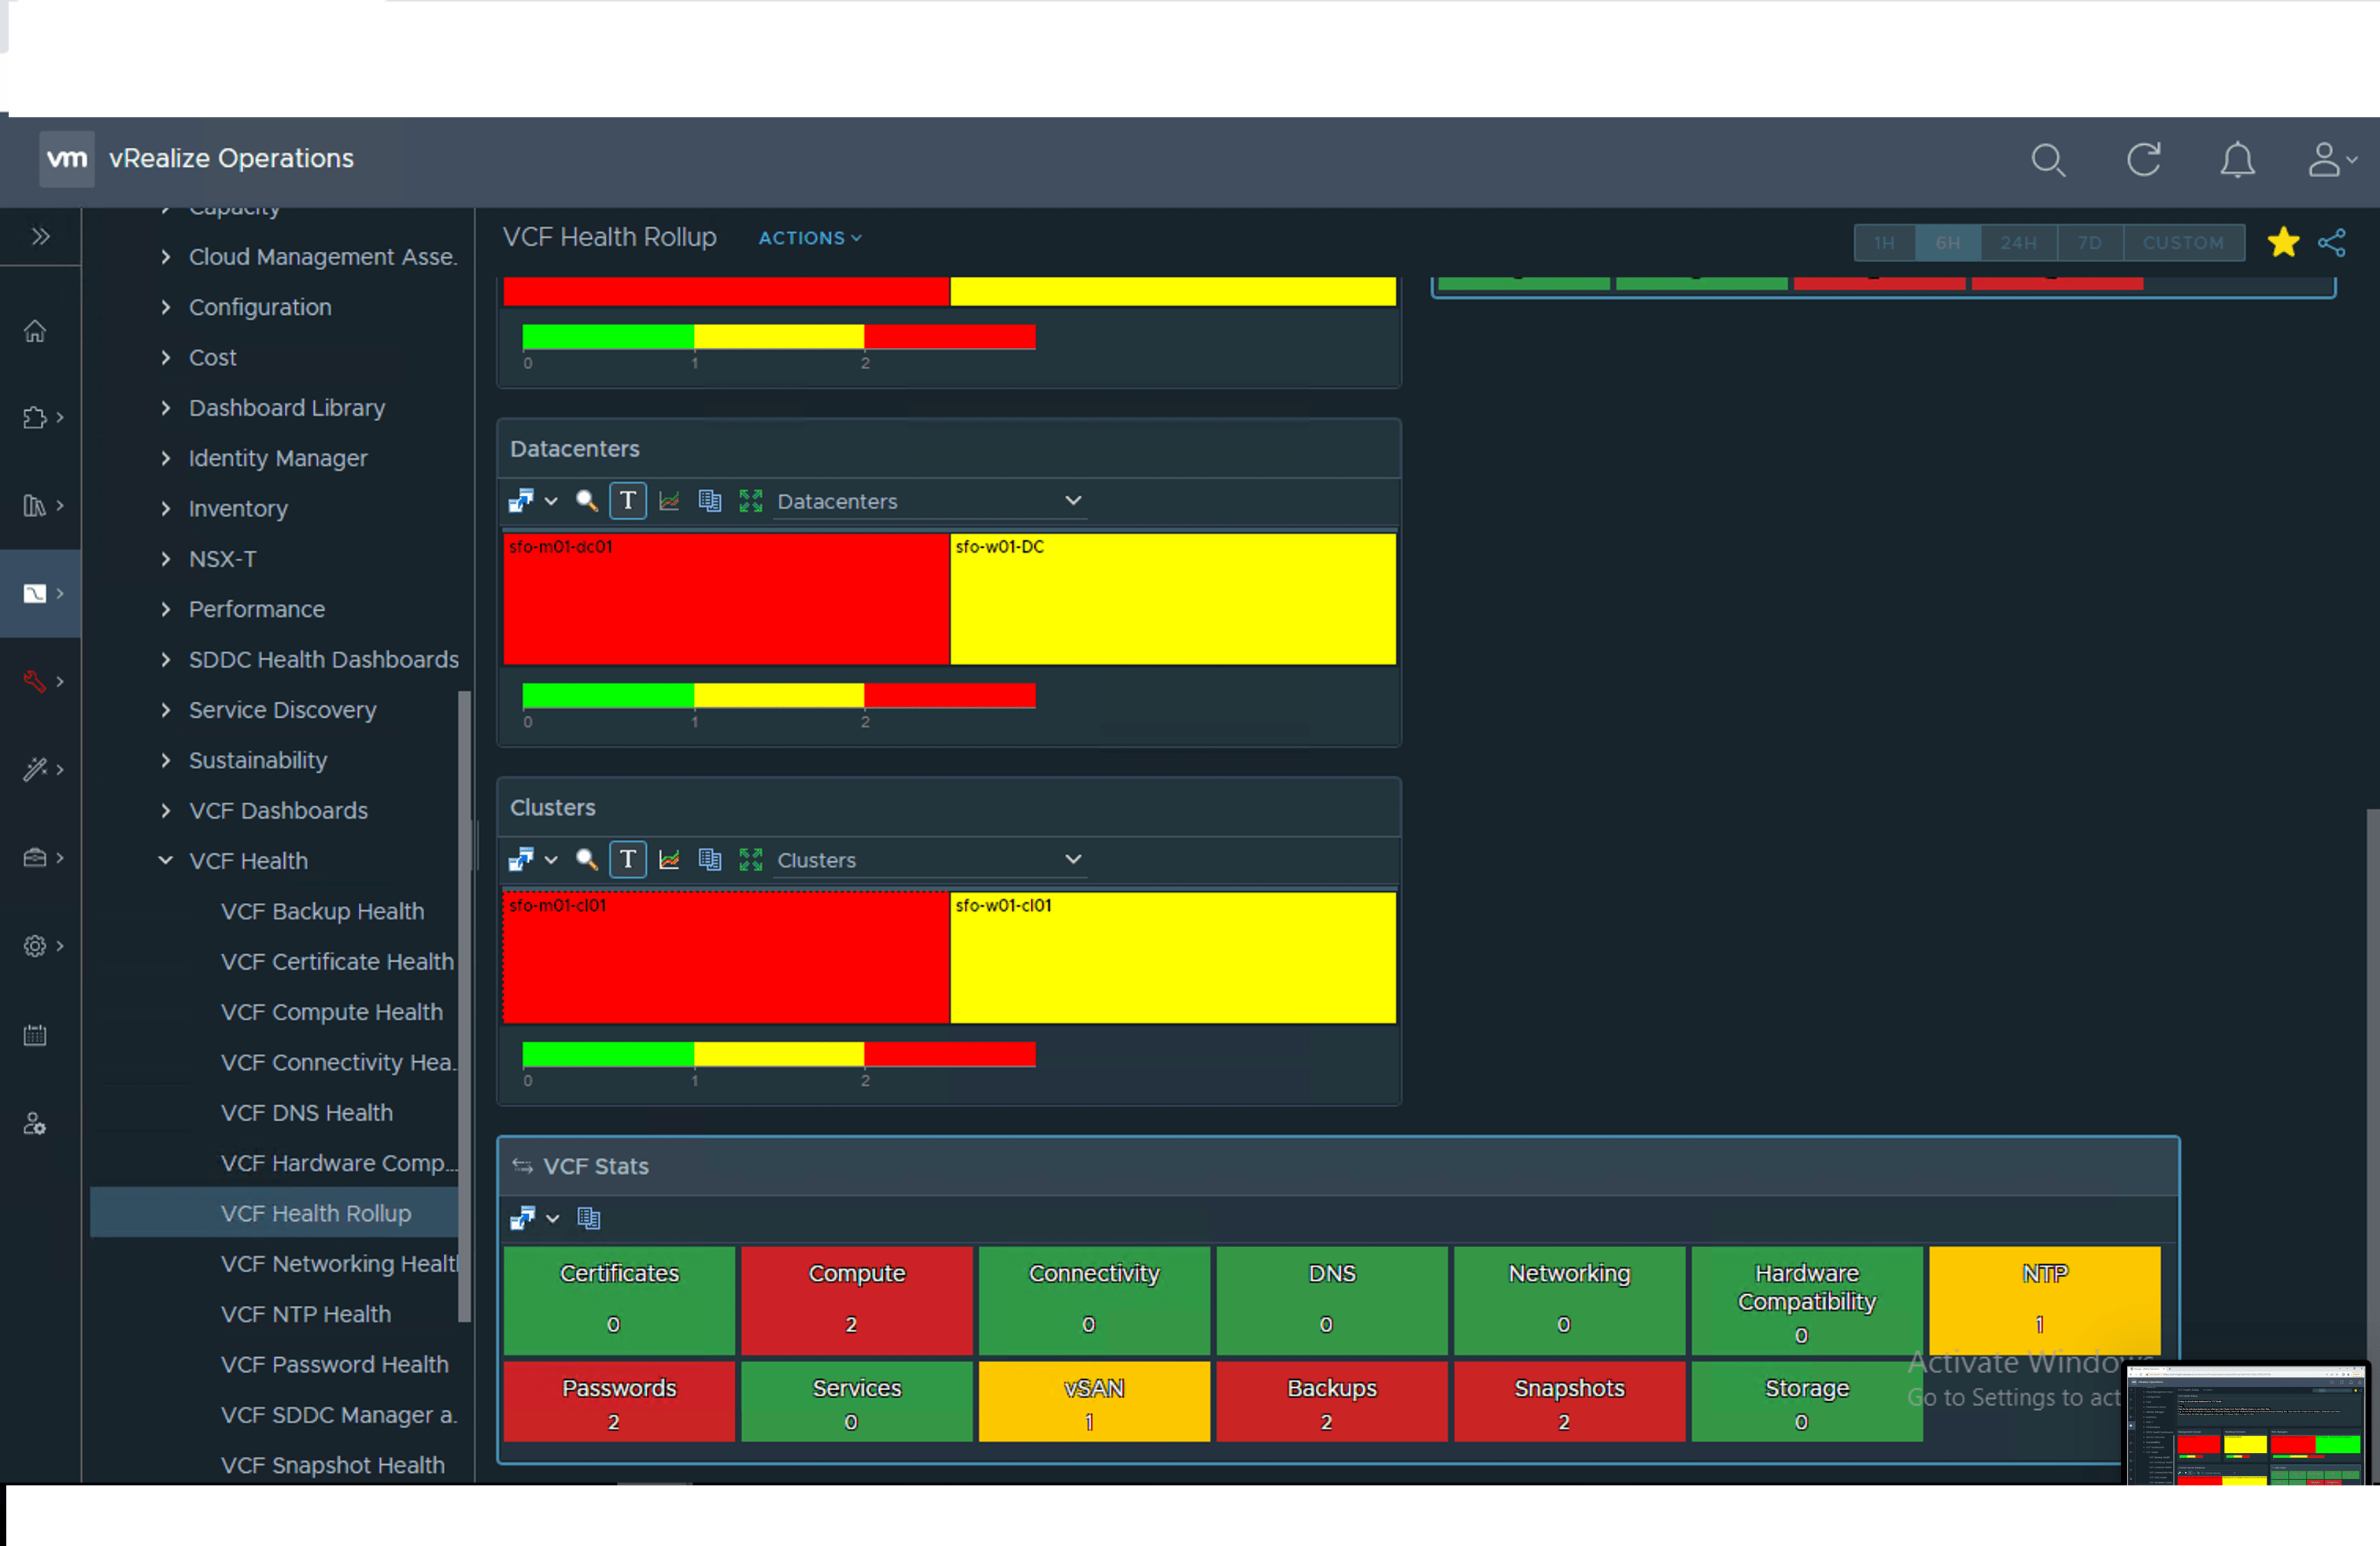 vm vRealize Operations
Capacity
Cloud Management Asse.
Configuration
Cost
Dashboard Library
Identity Manager
Inventory
NSX-T
Performance
SDDC Health Dashboards
Service Discovery
Sustainability
VCF Dashboards
VCF Health
VCF Backup Health
VCF Certificate Health
VCF Compute Health
VCF Connectivity Hea.
VCF DNS Health
VCF Hardware Comp...
VCF Health Rollup
VCF Networking Healt
VCF NTP Health
VCF Password Health
VCF SDDC Manager a.
VCF Snapshot Health
VCF Health Rollup ACTIONS
1H 6H 24H 7D CUSTOM
0 1 2
Datacenters
T Datacenters
sfo-m01-dc01 sfo-w01-DC
0 1 2
Clusters
T Clusters
sfo-m01-cl01 sfo-w01-cl01
0 1 2
VCF Stats
Certificates Compute Connectivity DNS Networking Hardware Compatibility NTP
0 2 0 0 0 0 1
Passwords Services vSAN Backups Snapshots Storage
2 0 1 2 2 0
Activate Windows
Go to Settings to act